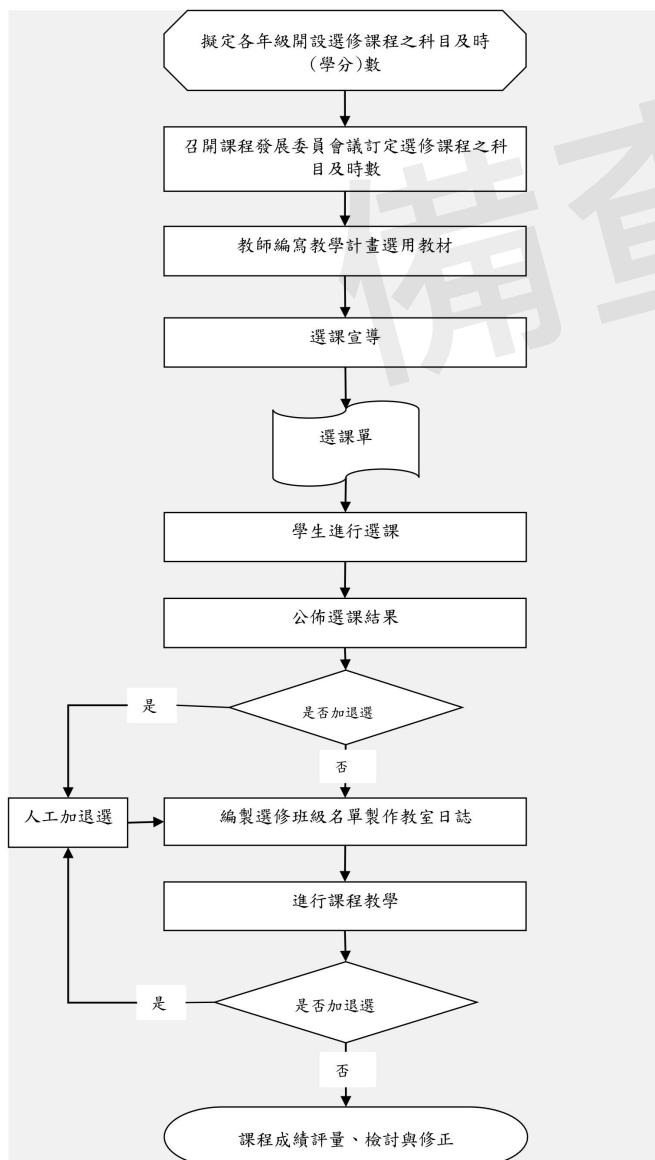 擬定各年級開設選修課程之科目及時
(學分)數
召開課程發展委員會議訂定選修課程之科
目及時數
教師編寫教學計畫選用教材
選課宣導
選課單
學生進行選課
公佈選課結果
是
是否加退選
否
人工加退選
編製選修班級名單製作教室日誌
進行課程教學
是
是否加退選
否
課程成績評量、檢討與修正
備查